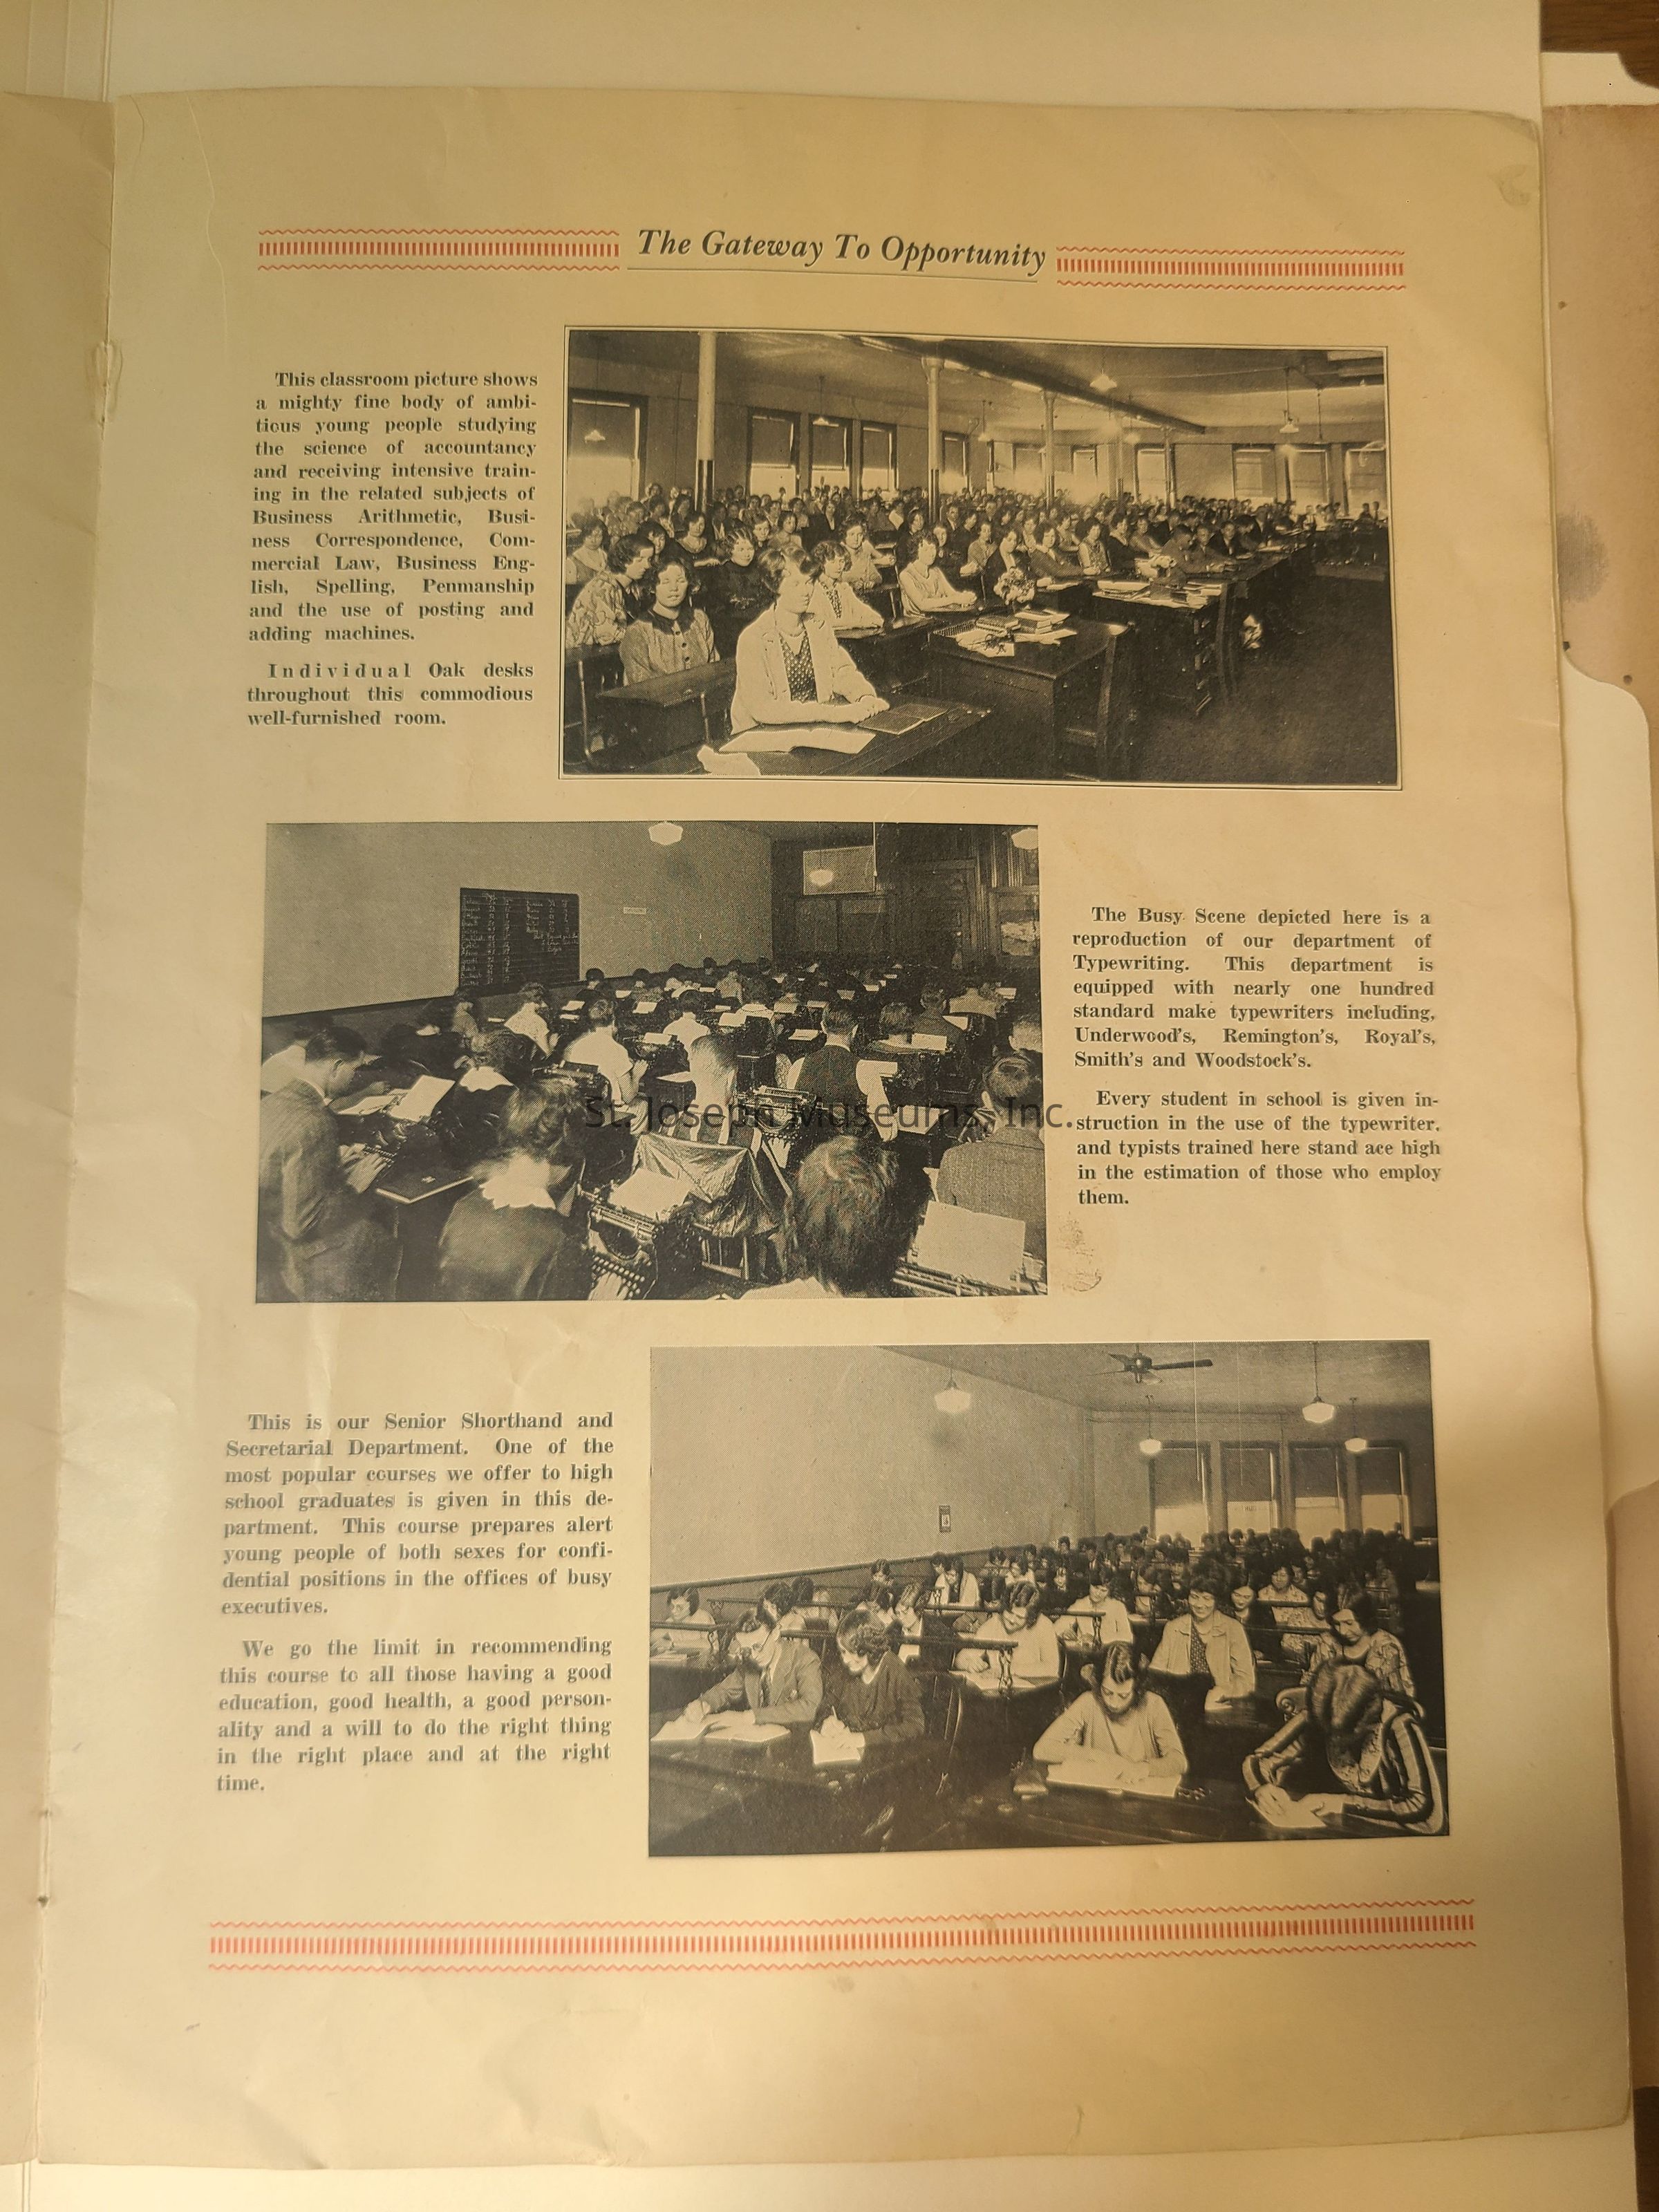 The Gateway To Opportunity
This classroom picture shows
a mighty fine body of ambi-
tious young people studying
the science of accountancy
and receiving intensive train-
ing in the related subjects of
Business Arithmetic, Busi-
ness Correspondence, Com-
mercial Law, Business Eng-
lish, Spelling, Penmanship
and the use of posting and
adding machines.
Individual Oak desks
throughout this commodious
well-furnished room.
The Busy Scene depicted here is a
reproduction of our department of
Typewriting. This department is
equipped with nearly one hundred
standard make typewriters including,
Underwood's, Remington's, Royal's,
Smith's and Woodstock's.
Every student in school is given in-
struction in the use of the typewriter,
and typists trained here stand ace high
in the estimation of those who employ
them.
St. Joseph Museums, Inc.
This is our Senior Shorthand and
Secretarial Department. One of the
most popular courses we offer to high
school graduates is given in this de-
partment. This course prepares alert
young people of both sexes for confi-
dential positions in the offices of busy
executives.
We go the limit in recommending
this course to all those having a good
education, good health, a good person-
ality and a will to do the right thing
in the right place and at the right
time.